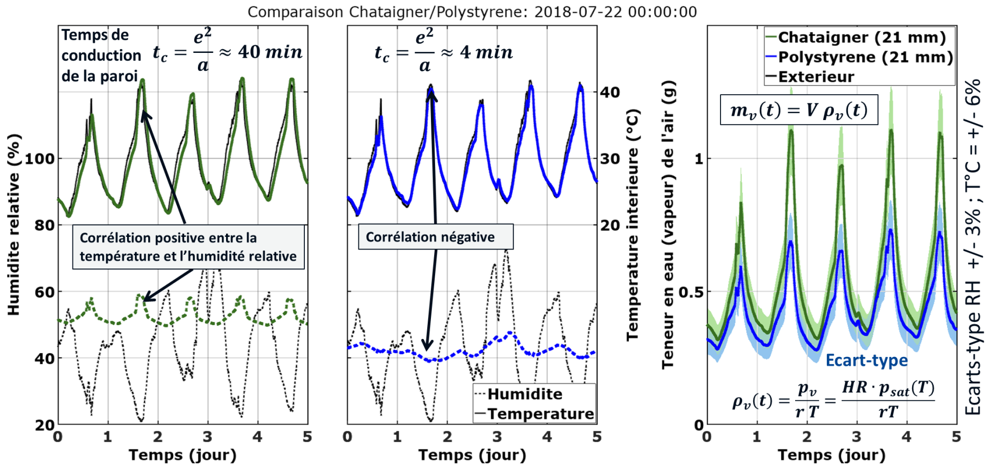 Comparaison Chataigner/Polystyrene: 2018-07-22 00:00:00
Temps de
conduction
de la paroi
t_c = e²/a ≈ 40 min
Humidite relative (%)
100
80
60
40
20
Corrélation positive entre la
température et l'humidité relative
0 1 2 3 4 5
Temps (jour)
t_c = e²/a ≈ 4 min
40
30
20
Temperature interieure (°C)
Corrélation négative
Humidite
Temperature
0 1 2 3 4 5
Temps (jour)
Teneur en eau (vapeur) de l'air (g)
1
0.5
0
Chataigner (21 mm)
Polystyrene (21 mm)
Exterieur
m_v(t) = V ρ_v(t)
Ecart-type
ρ_v(t) = p_v/(r T) = HR · p_sat(T)/(rT)
0 1 2 3 4 5
Temps (jour)
Ecarts-type RH +/- 3% ; T°C = +/- 6%